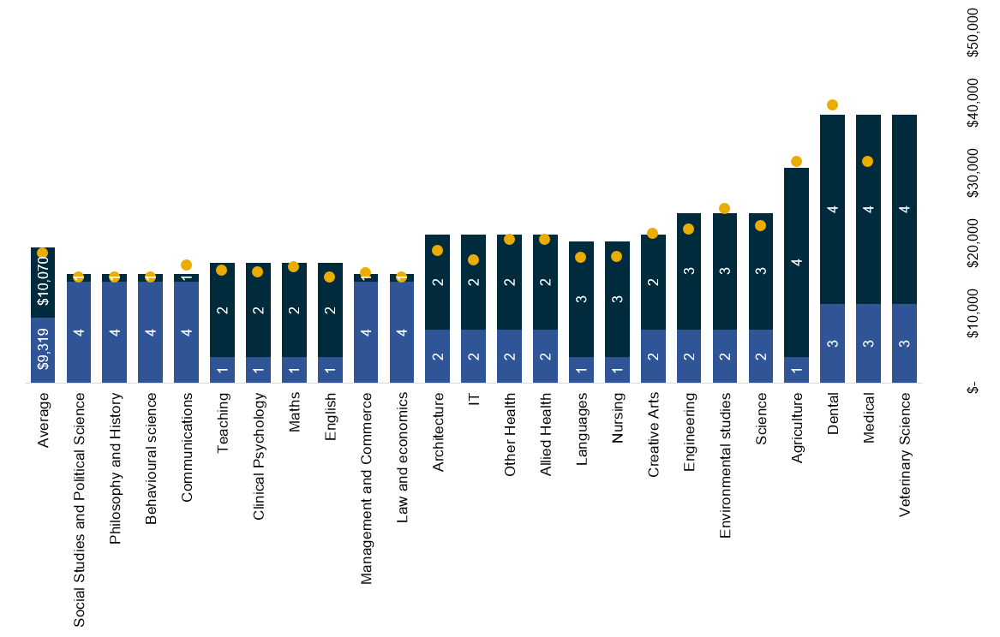 $50,000
$40,000
$30,000
$20,000
$10,000
$-
$10,070
1
1
1
1
2
2
2
2
1
1
2
2
2
2
3
3
2
3
3
3
4
4
4
4
$9,319
4
4
4
4
1
1
1
1
4
4
2
2
2
2
1
1
2
2
2
2
1
3
3
3
Average
Social Studies and Political Science
Philosophy and History
Behavioural science
Communications
Teaching
Clinical Psychology
Maths
English
Management and Commerce
Law and economics
Architecture
IT
Other Health
Allied Health
Languages
Nursing
Creative Arts
Engineering
Environmental studies
Science
Agriculture
Dental
Medical
Veterinary Science